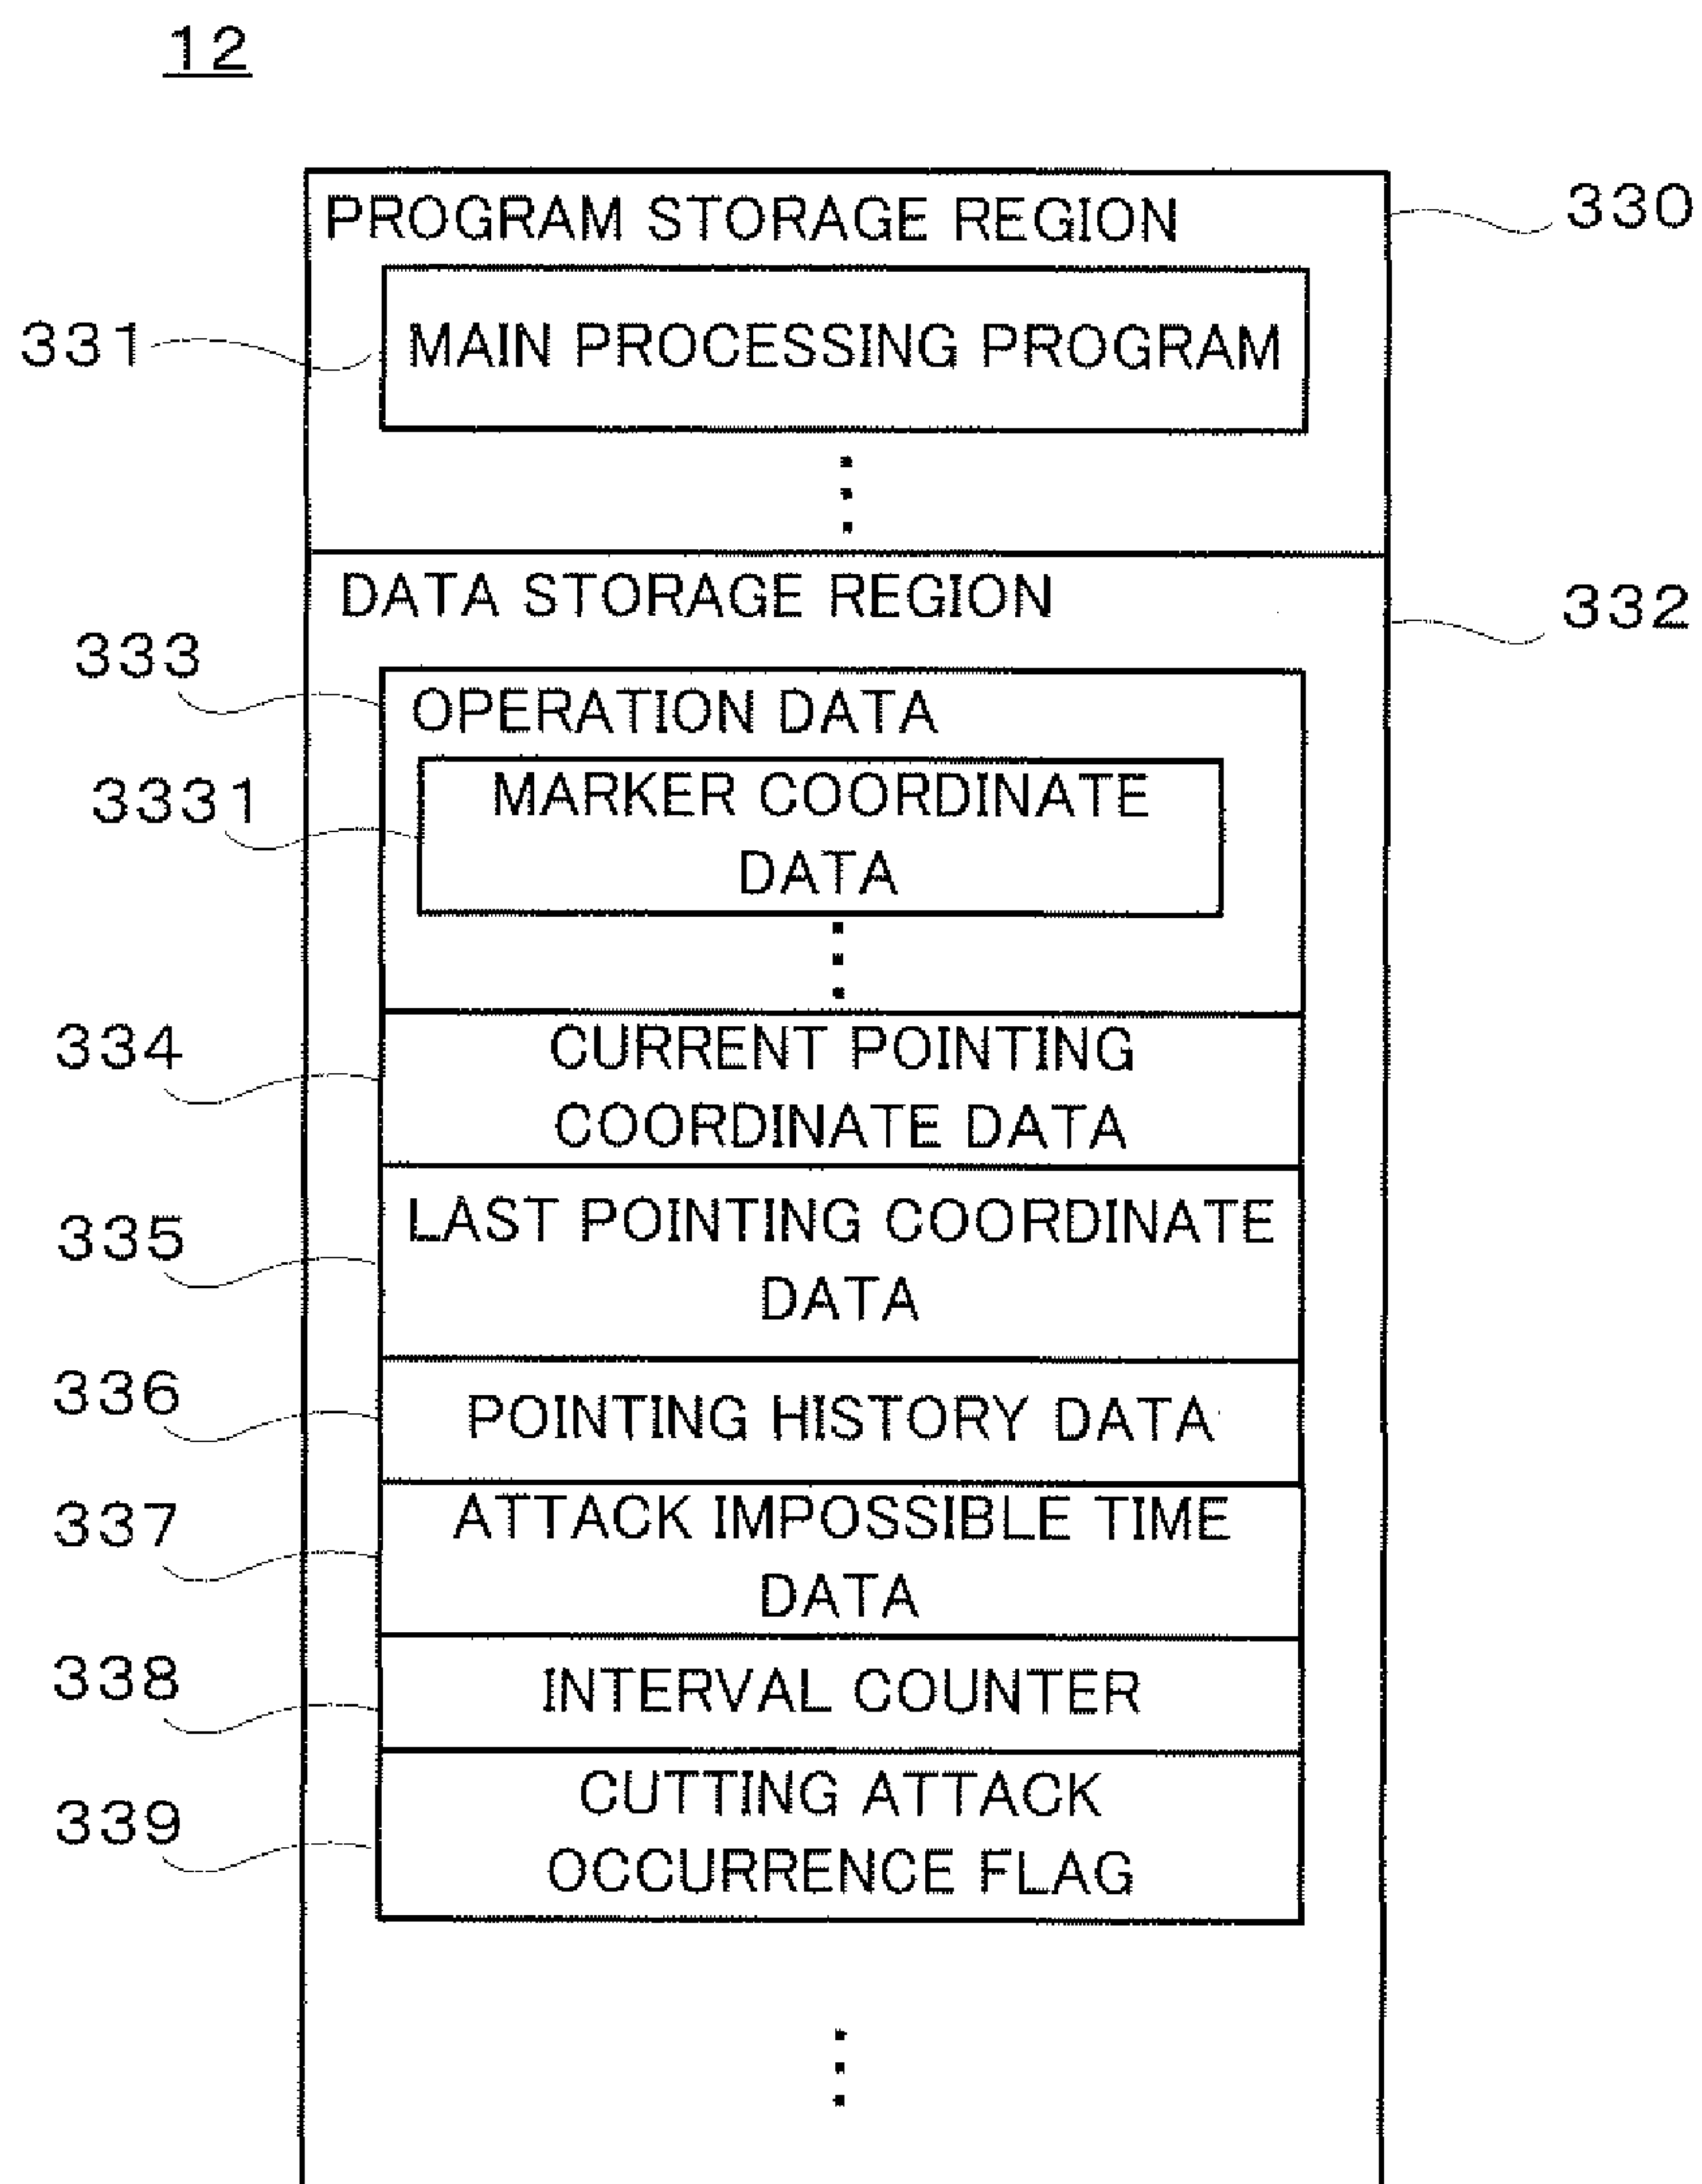 12
PROGRAM STORAGE REGION
330
331
MAIN PROCESSING PROGRAM
DATA STORAGE REGION
332
333
OPERATION DATA
3331
MARKER COORDINATE
DATA
334
CURRENT POINTING
COORDINATE DATA
335
LAST POINTING COORDINATE
DATA
336
POINTING HISTORY DATA
337
ATTACK IMPOSSIBLE TIME
DATA
338
INTERVAL COUNTER
339
CUTTING ATTACK
OCCURRENCE FLAG